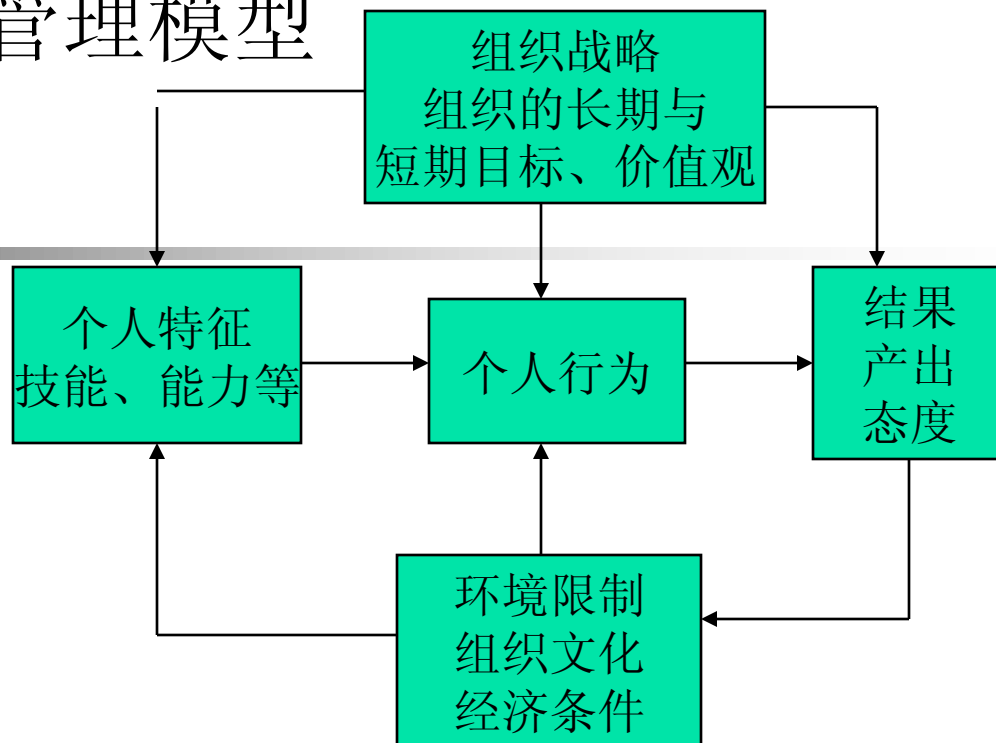 管理模型
组织战略
组织的长期与
短期目标、价值观
个人特征
技能、能力等
个人行为
结果
产出
态度
环境限制
组织文化
经济条件